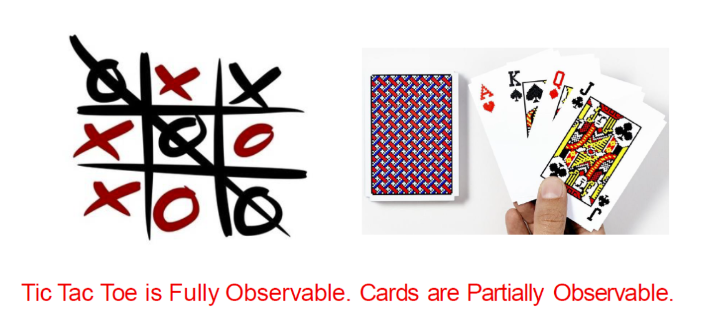 O X X
X O O
X O O
A K Q J
J
Tic Tac Toe is Fully Observable. Cards are Partially Observable.